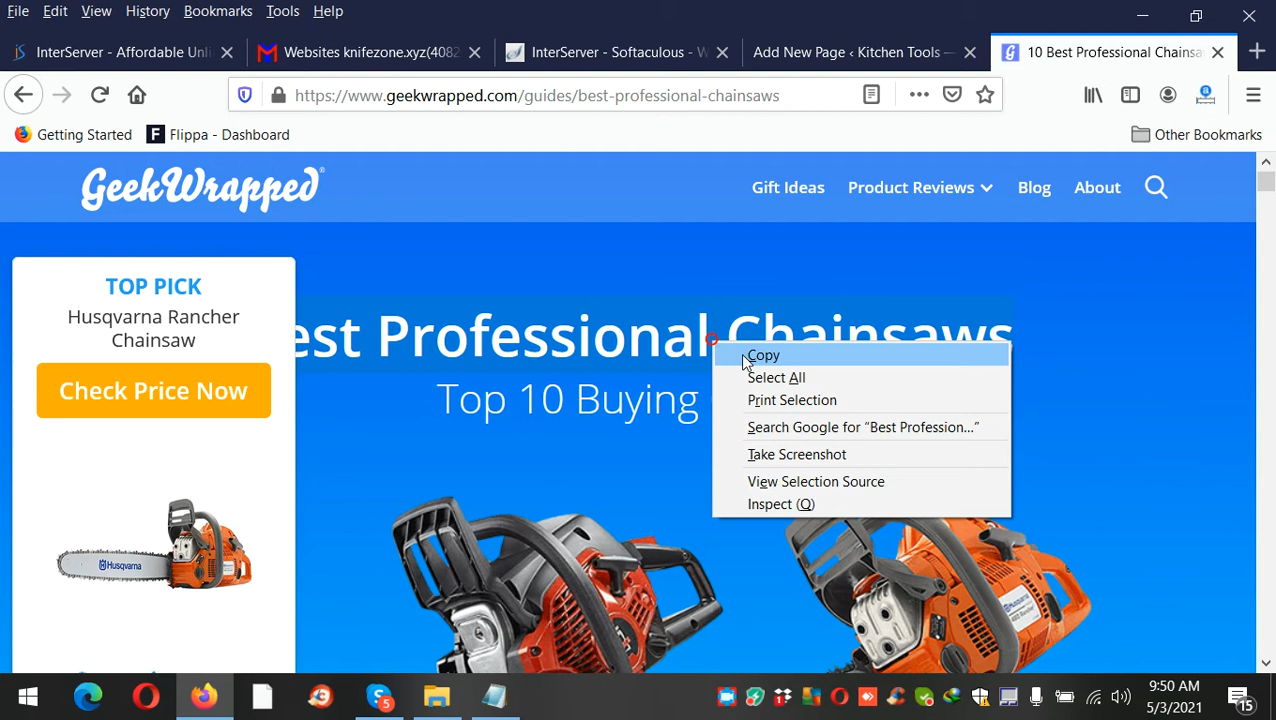 File Edit View History Bookmarks Tools Help
InterServer - Affordable Unli
Websites knifezone.xyz(4082
InterServer - Softaculous - W
Add New Page ‹ Kitchen Tools —
10 Best Professional Chainsa
https://www.geekwrapped.com/guides/best-professional-chainsaws
Getting Started
F Flippa - Dashboard
Other Bookmarks
GeekWrapped®
Gift Ideas Product Reviews Blog About
TOP PICK
Husqvarna Rancher
Chainsaw
Check Price Now
Husqvarna
est Professional Chainsaws
Top 10 Buying
Copy
Select All
Print Selection
Search Google for “Best Profession...”
Take Screenshot
View Selection Source
Inspect (Q)
5
9:50 AM
5/3/2021
15